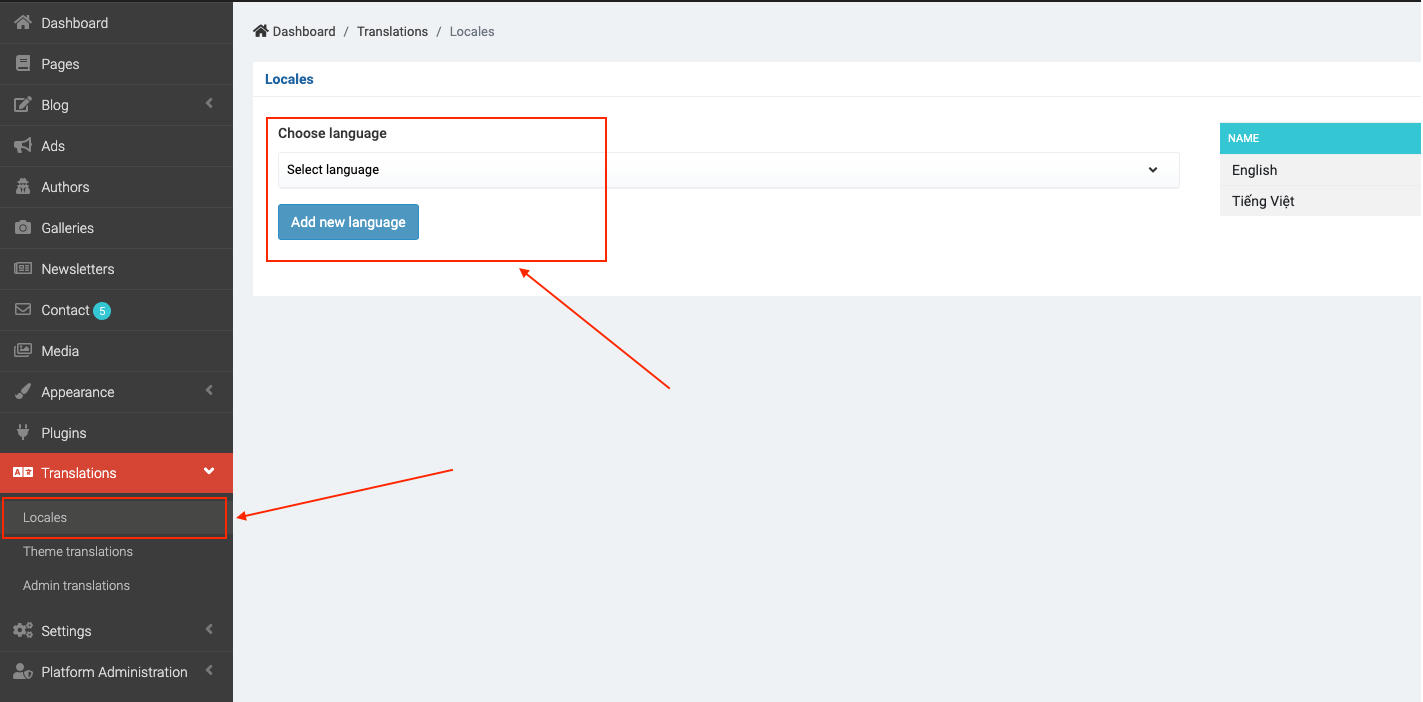 Dashboard
Pages
Blog
Ads
Authors
Galleries
Newsletters
Contact 5
Media
Appearance
Plugins
Translations
Locales
Theme translations
Admin translations
Settings
Platform Administration
Dashboard / Translations / Locales
Locales
Choose language
Select language
Add new language
NAME
English
Tiếng Việt